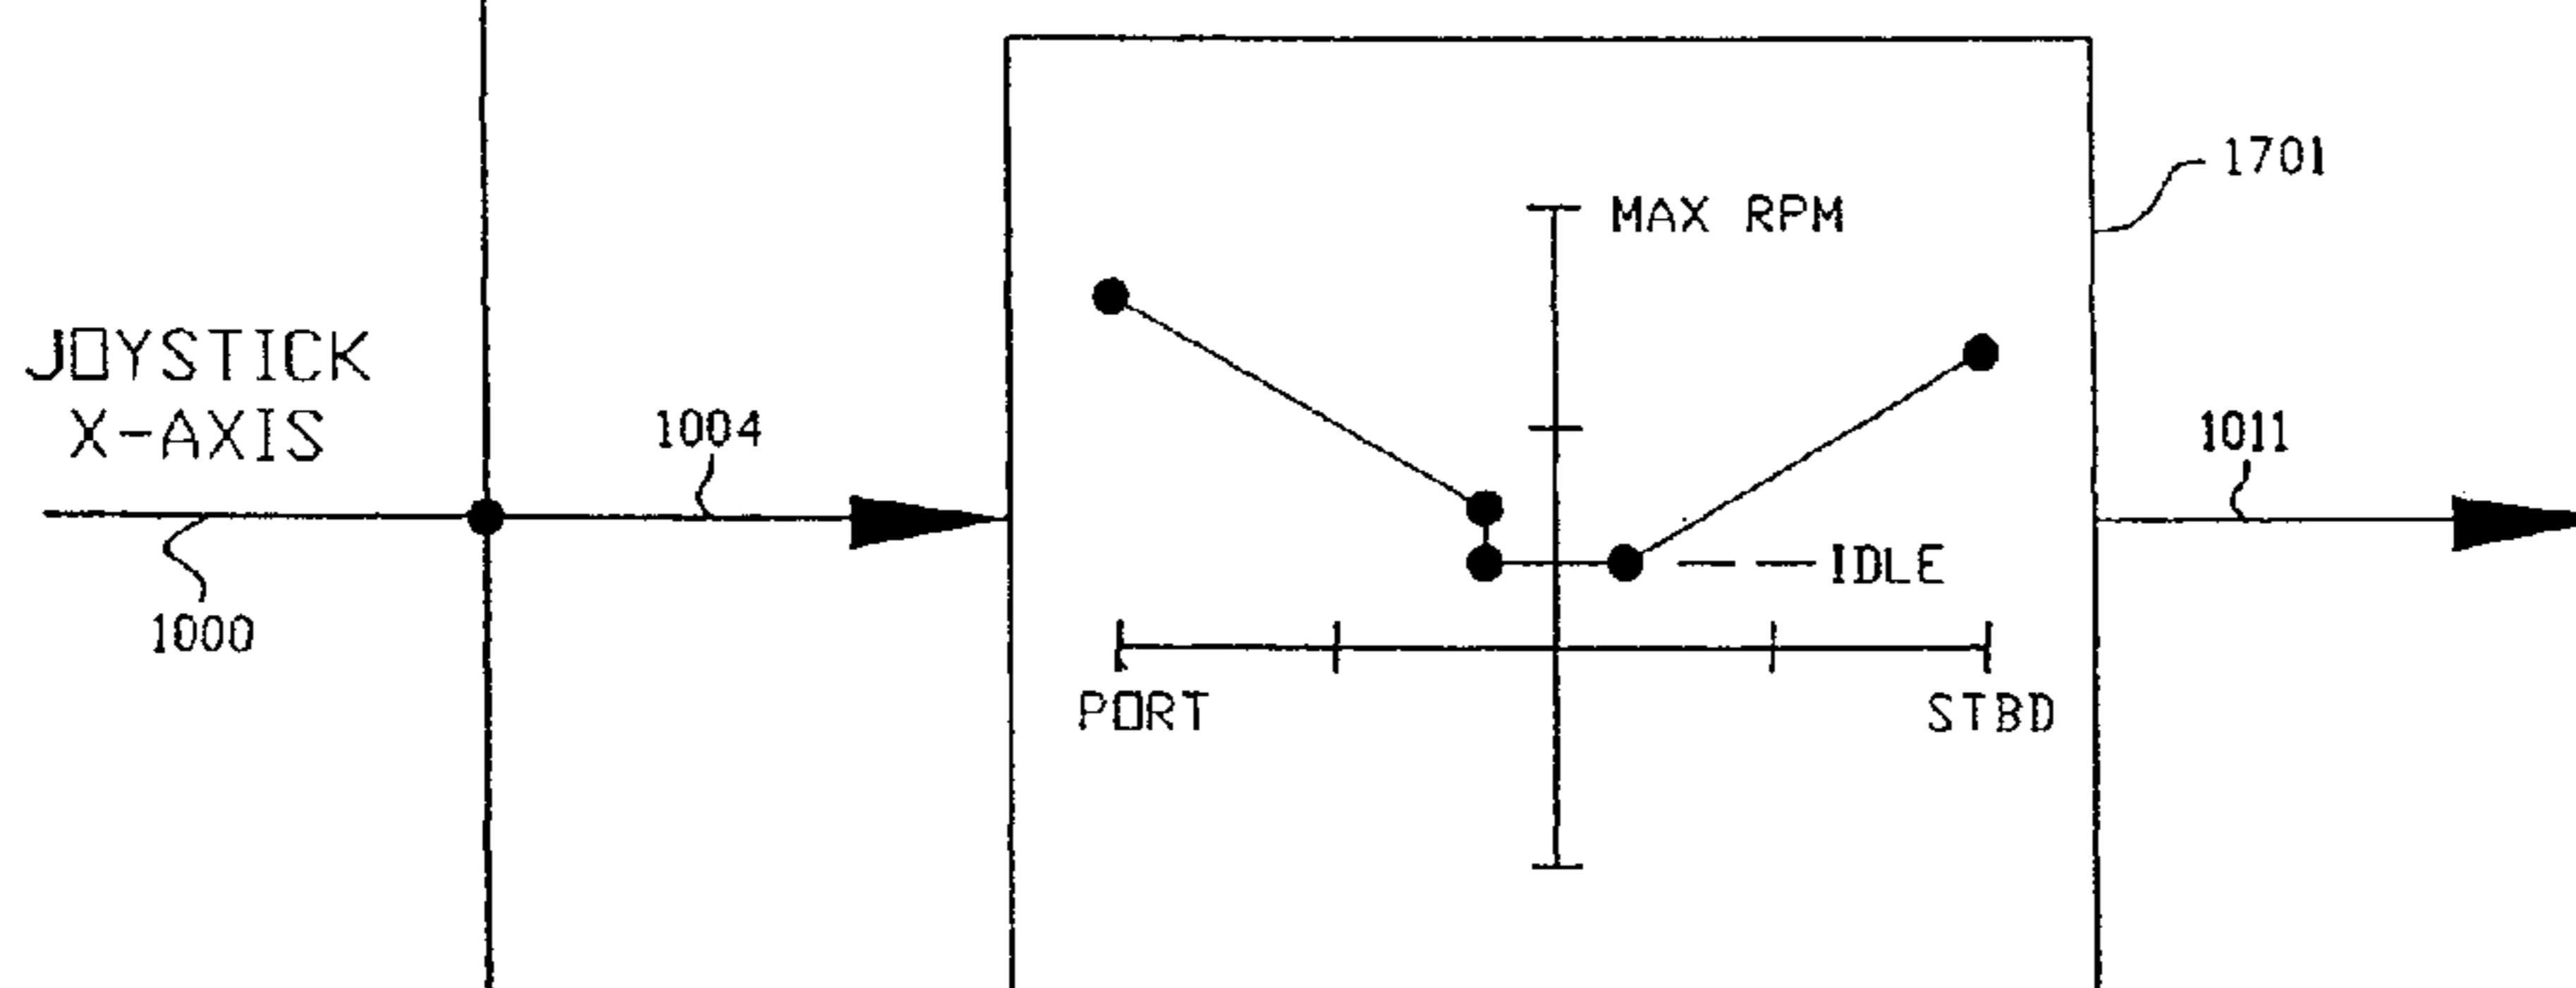 1701
MAX RPM
JOYSTICK
X-AXIS
1004
1011
IDLE
1000
PORT
STBD